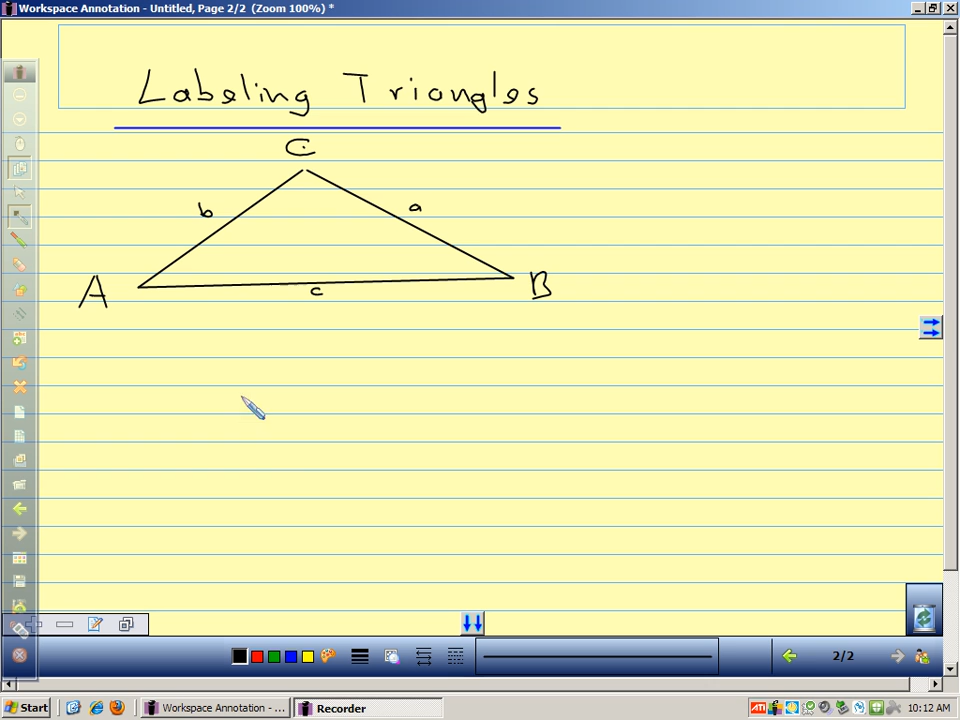 Workspace Annotation - Untitled, Page 2/2 (Zoom 100%) *
Labeling Triangles
C
b
a
A
c
B
2/2
Start
Workspace Annotation - ...
Recorder
ATI
10:12 AM